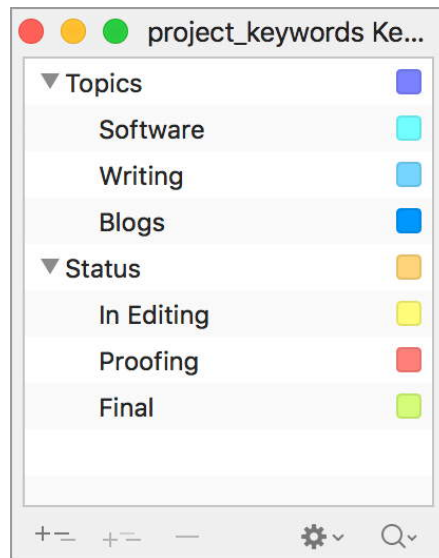 project_keywords Ke...
Topics
Software
Writing
Blogs
Status
In Editing
Proofing
Final